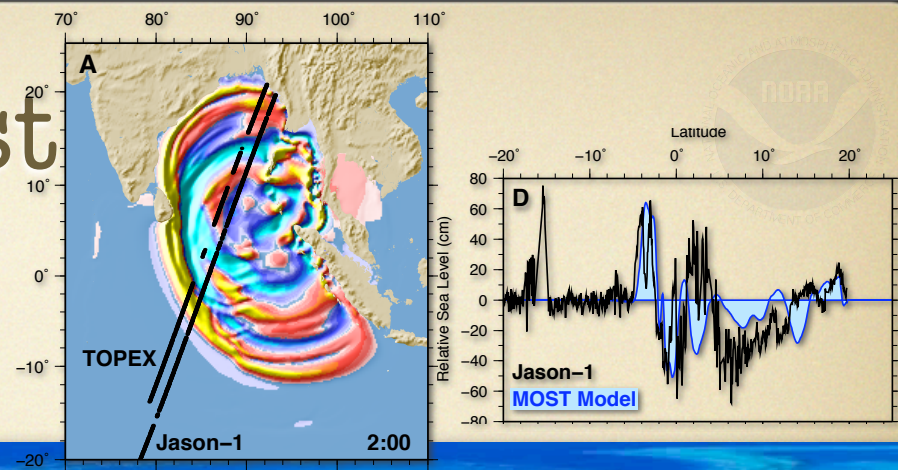 st
70° 80° 90° 100° 110°
A
20°
10°
0°
−10°
−20°
TOPEX
Jason−1
2:00
NOAA
Latitude
−20° −10° 0° 10° 20°
D
Relative Sea Level (cm)
80
60
40
20
0
−20
−40
−60
−80
Jason−1
MOST Model